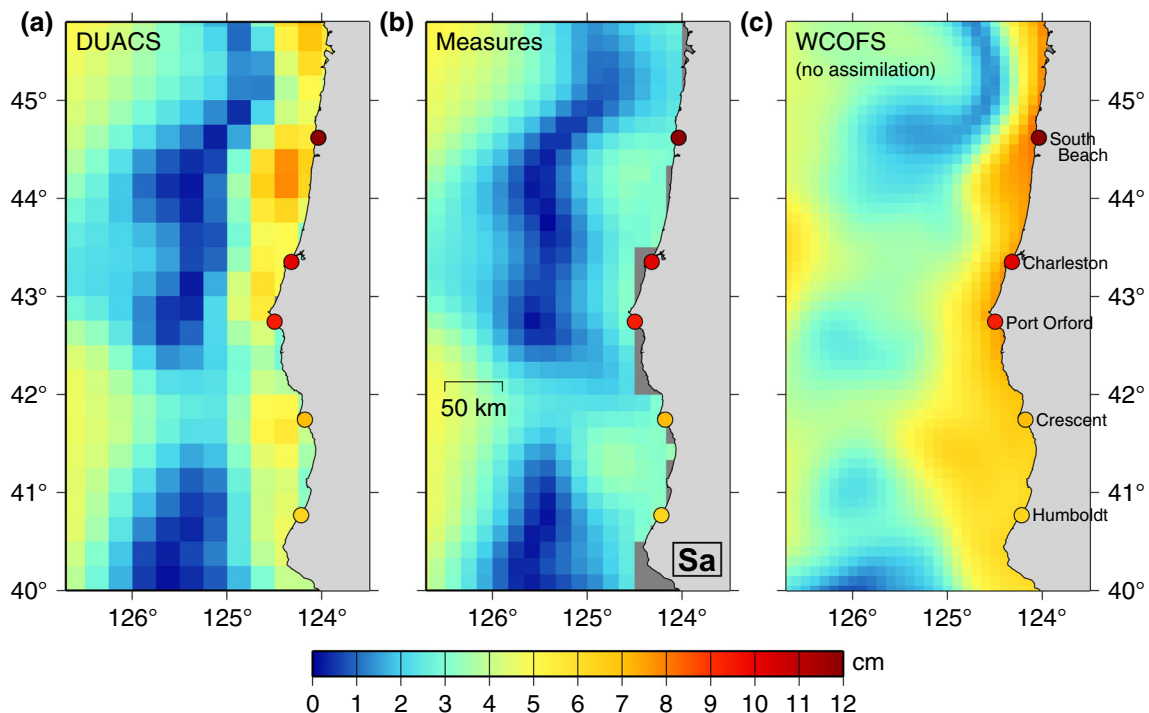 (a) DUACS
(b) Measures
(c) WCOFS
(no assimilation)
45°
44°
43°
42°
41°
40°
126° 125° 124°
50 km
Sa
126° 125° 124°
South
Beach
Charleston
Port Orford
Crescent
Humboldt
45°
44°
43°
42°
41°
40°
126° 125° 124°
cm
0 1 2 3 4 5 6 7 8 9 10 11 12